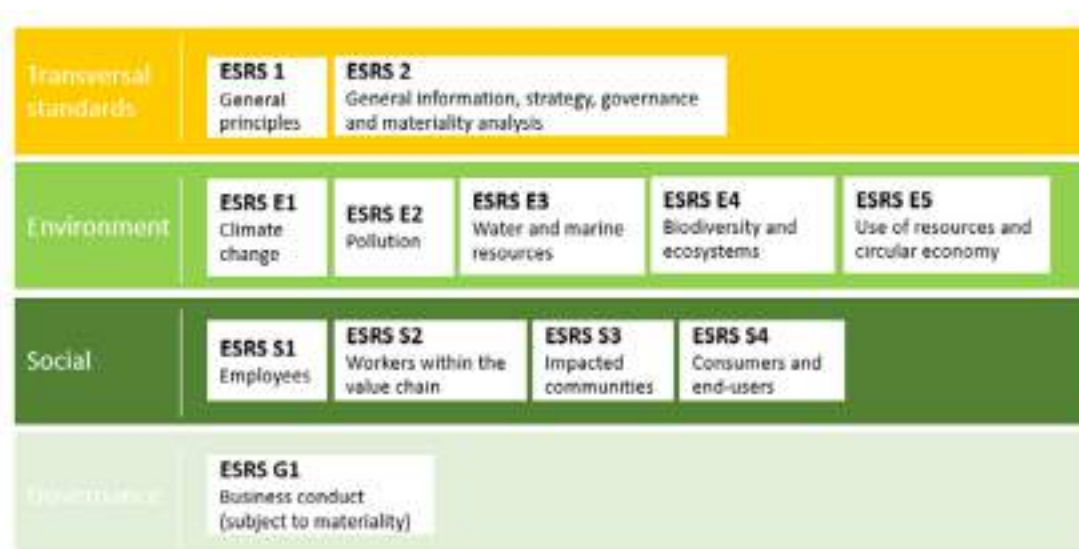 Transversal
standards
ESRS 1
General
principles
ESRS 2
General information, strategy, governance
and materiality analysis
Environment
ESRS E1
Climate
change
ESRS E2
Pollution
ESRS E3
Water and marine
resources
ESRS E4
Biodiversity and
ecosystems
ESRS E5
Use of resources and
circular economy
Social
ESRS S1
Employees
ESRS S2
Workers within the
value chain
ESRS S3
Impacted
communities
ESRS S4
Consumers and
end-users
Governance
ESRS G1
Business conduct
(subject to materiality)